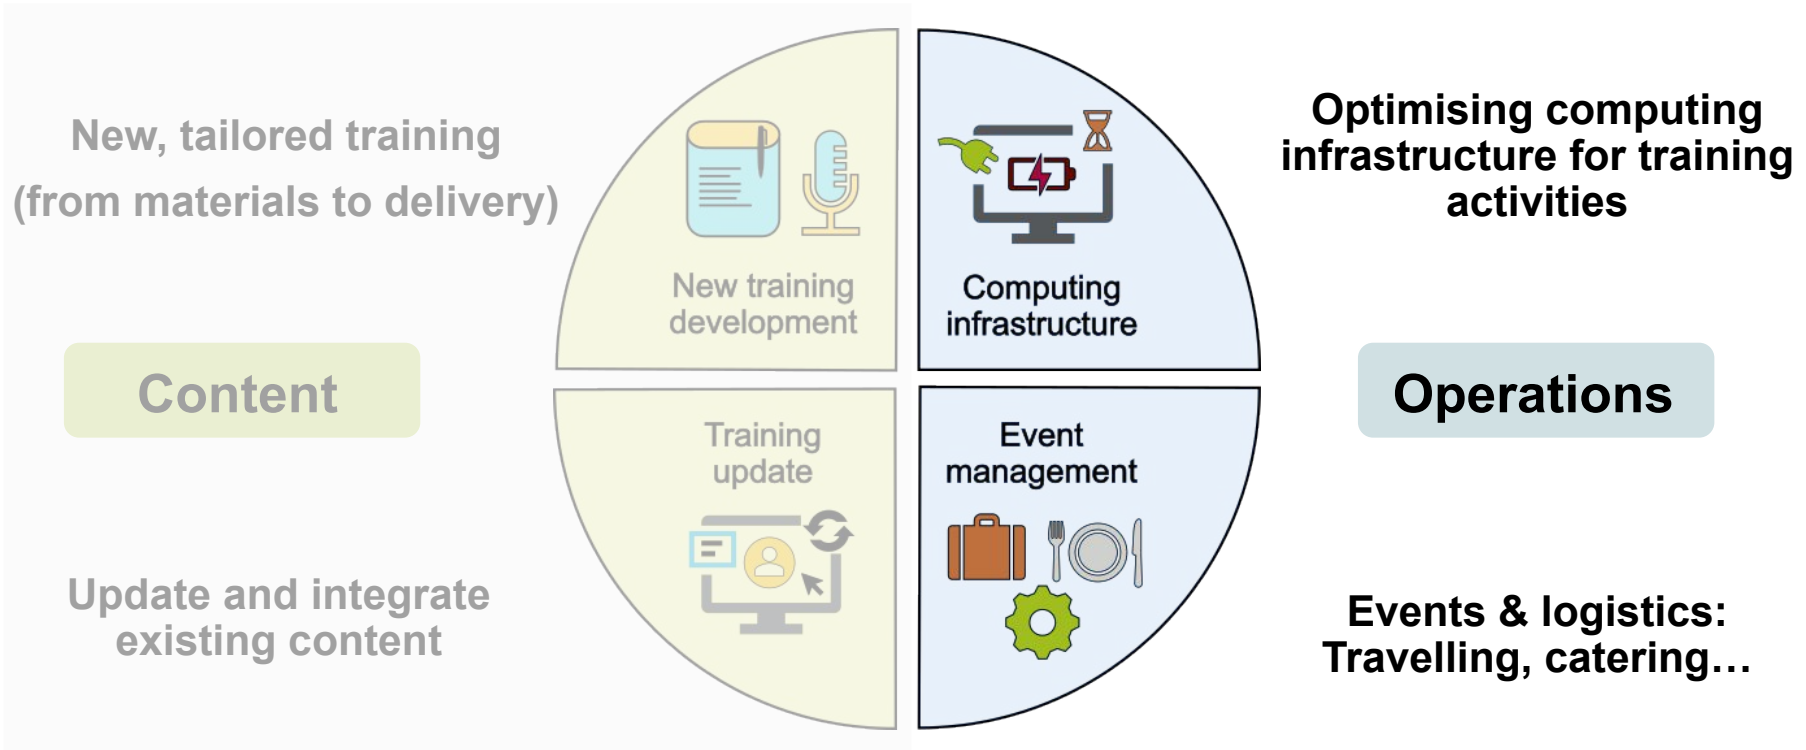 New, tailored training
(from materials to delivery)
New training
development
Computing
infrastructure
Optimising computing
infrastructure for training
activities
Content
Operations
Training
update
Event
management
Update and integrate
existing content
Events & logistics:
Travelling, catering…